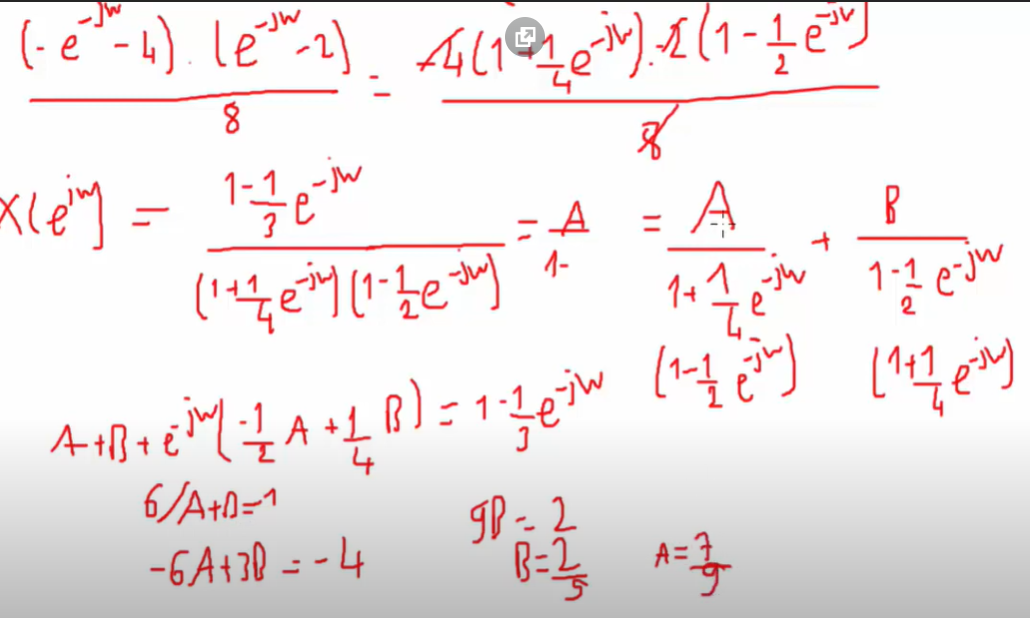 (-e^{-jw} - 4) · (e^{-jw} - 2) / 8 = -4(1 + 1/4 e^{-jw}) · -2(1 - 1/2 e^{-jw}) / 8
X(e^{jw}) = (1 - 1/3 e^{-jw}) / ((1 + 1/4 e^{-jw})(1 - 1/2 e^{-jw})) = A / 1- = A / (1 + 1/4 e^{-jw}) + B / (1 - 1/2 e^{-jw})
(1 - 1/2 e^{-jw}) (1 + 1/4 e^{-jw})
A + B + e^{-jw}(-1/2 A + 1/4 B) = 1 - 1/3 e^{-jw}
6/A+B=1
9B = 2
-6A+3B = -4
B = 2/9 A = 7/9